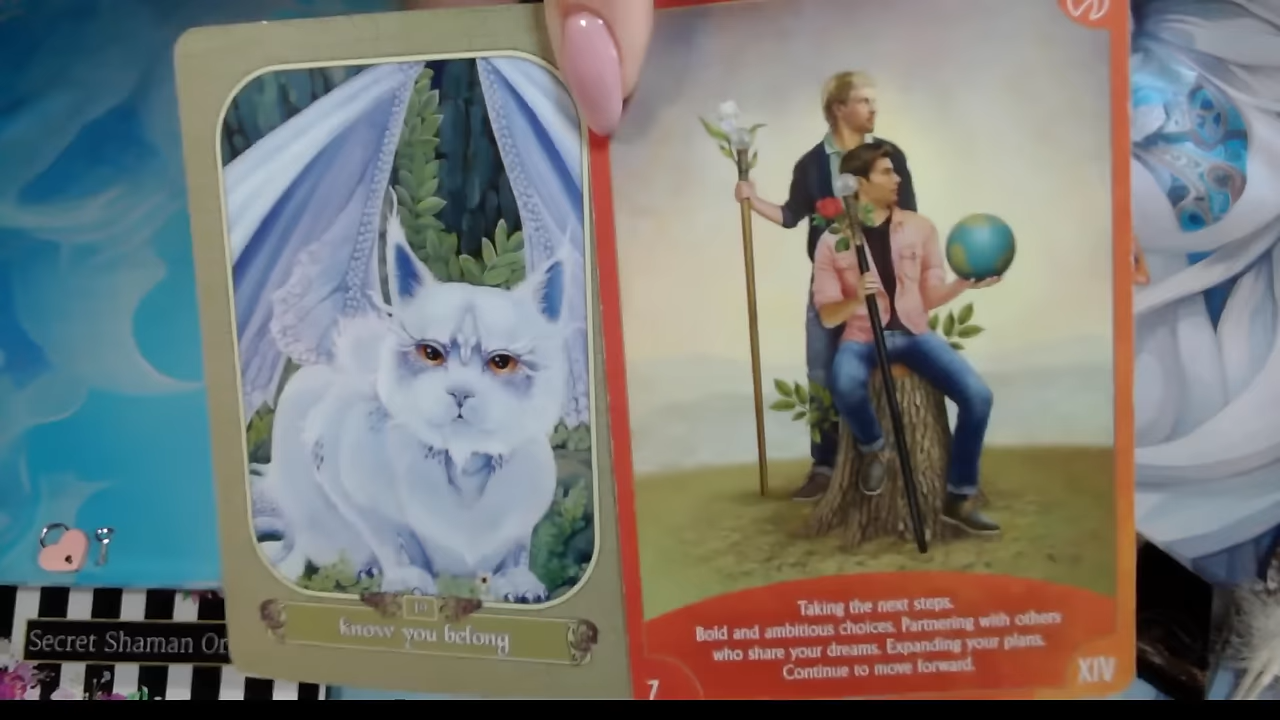 19
know you belong
Taking the next steps.
Bold and ambitious choices. Partnering with others
who share your dreams. Expanding your plans.
Continue to move forward.
7
XIV
Secret Shaman Or